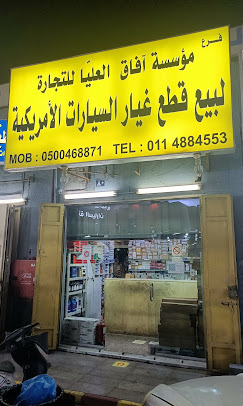 فرع
مؤسسة آفاق العليا للتجارة
لبيع قطع غيار السيارات الأمريكية
MOB : 0500468871 TEL : 011 4884553